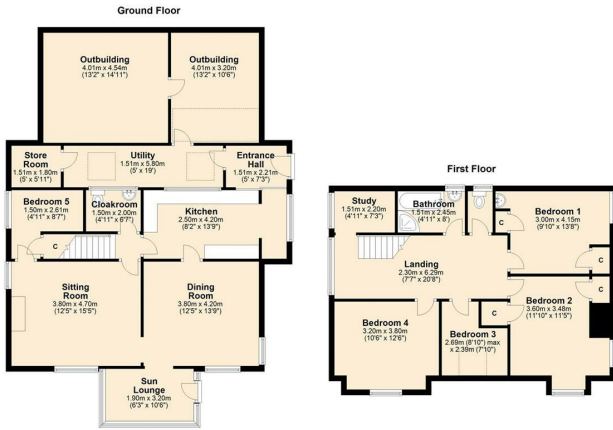 Ground Floor
Outbuilding
4.01m x 4.54m
(13'2" x 14'11")
Outbuilding
4.01m x 3.20m
(13'2" x 10'6")
Store
Room
1.51m x 1.80m
(5' x 5'11")
Utility
1.51m x 5.80m
(5' x 19')
Entrance
Hall
1.51m x 2.21m
(5' x 7'3")
Bedroom 5
1.50m x 2.61m
(4'11" x 8'7")
Cloakroom
1.50m x 2.00m
(4'11" x 6'7")
Kitchen
2.50m x 4.20m
(8'2" x 13'9")
C
Sitting
Room
3.80m x 4.70m
(12'5" x 15'5")
Dining
Room
3.80m x 4.20m
(12'5" x 13'9")
Sun
Lounge
1.90m x 3.20m
(6'3" x 10'6")
First Floor
Study
1.51m x 2.20m
(4'11" x 7'3")
Bathroom
1.51m x 2.45m
(4'11" x 8')
C
Bedroom 1
3.00m x 4.15m
(9'10" x 13'8")
C
Landing
2.30m x 6.29m
(7'7" x 20'8")
C
Bedroom 2
3.60m x 3.48m
(11'10" x 11'5")
C
Bedroom 4
3.20m x 3.80m
(10'6" x 12'6")
Bedroom 3
2.69m (8'10") max
x 2.39m (7'10")